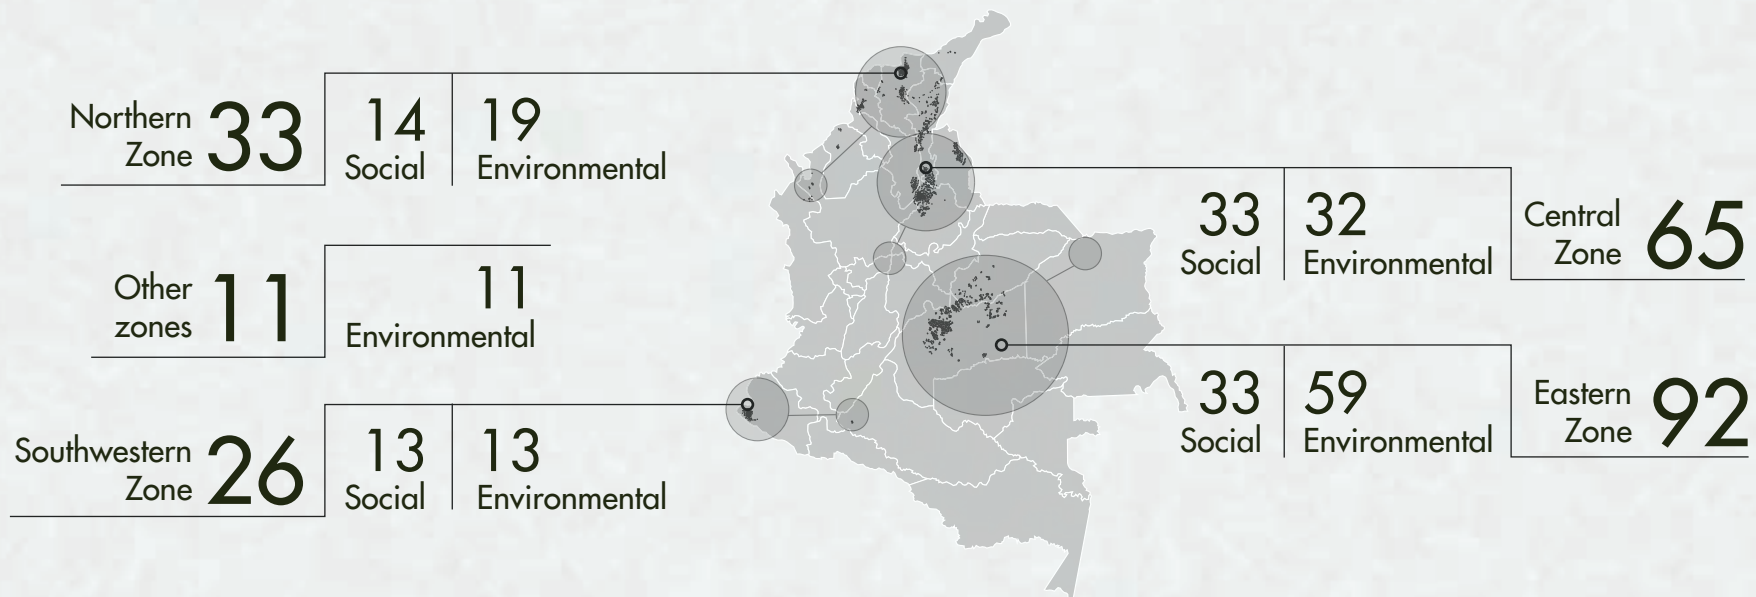 Northern
Zone
33
14
Social
19
Environmental
Other
zones
11
11
Environmental
Southwestern
Zone
26
13
Social
13
Environmental
33
Social
32
Environmental
Central
Zone
65
33
Social
59
Environmental
Eastern
Zone
92